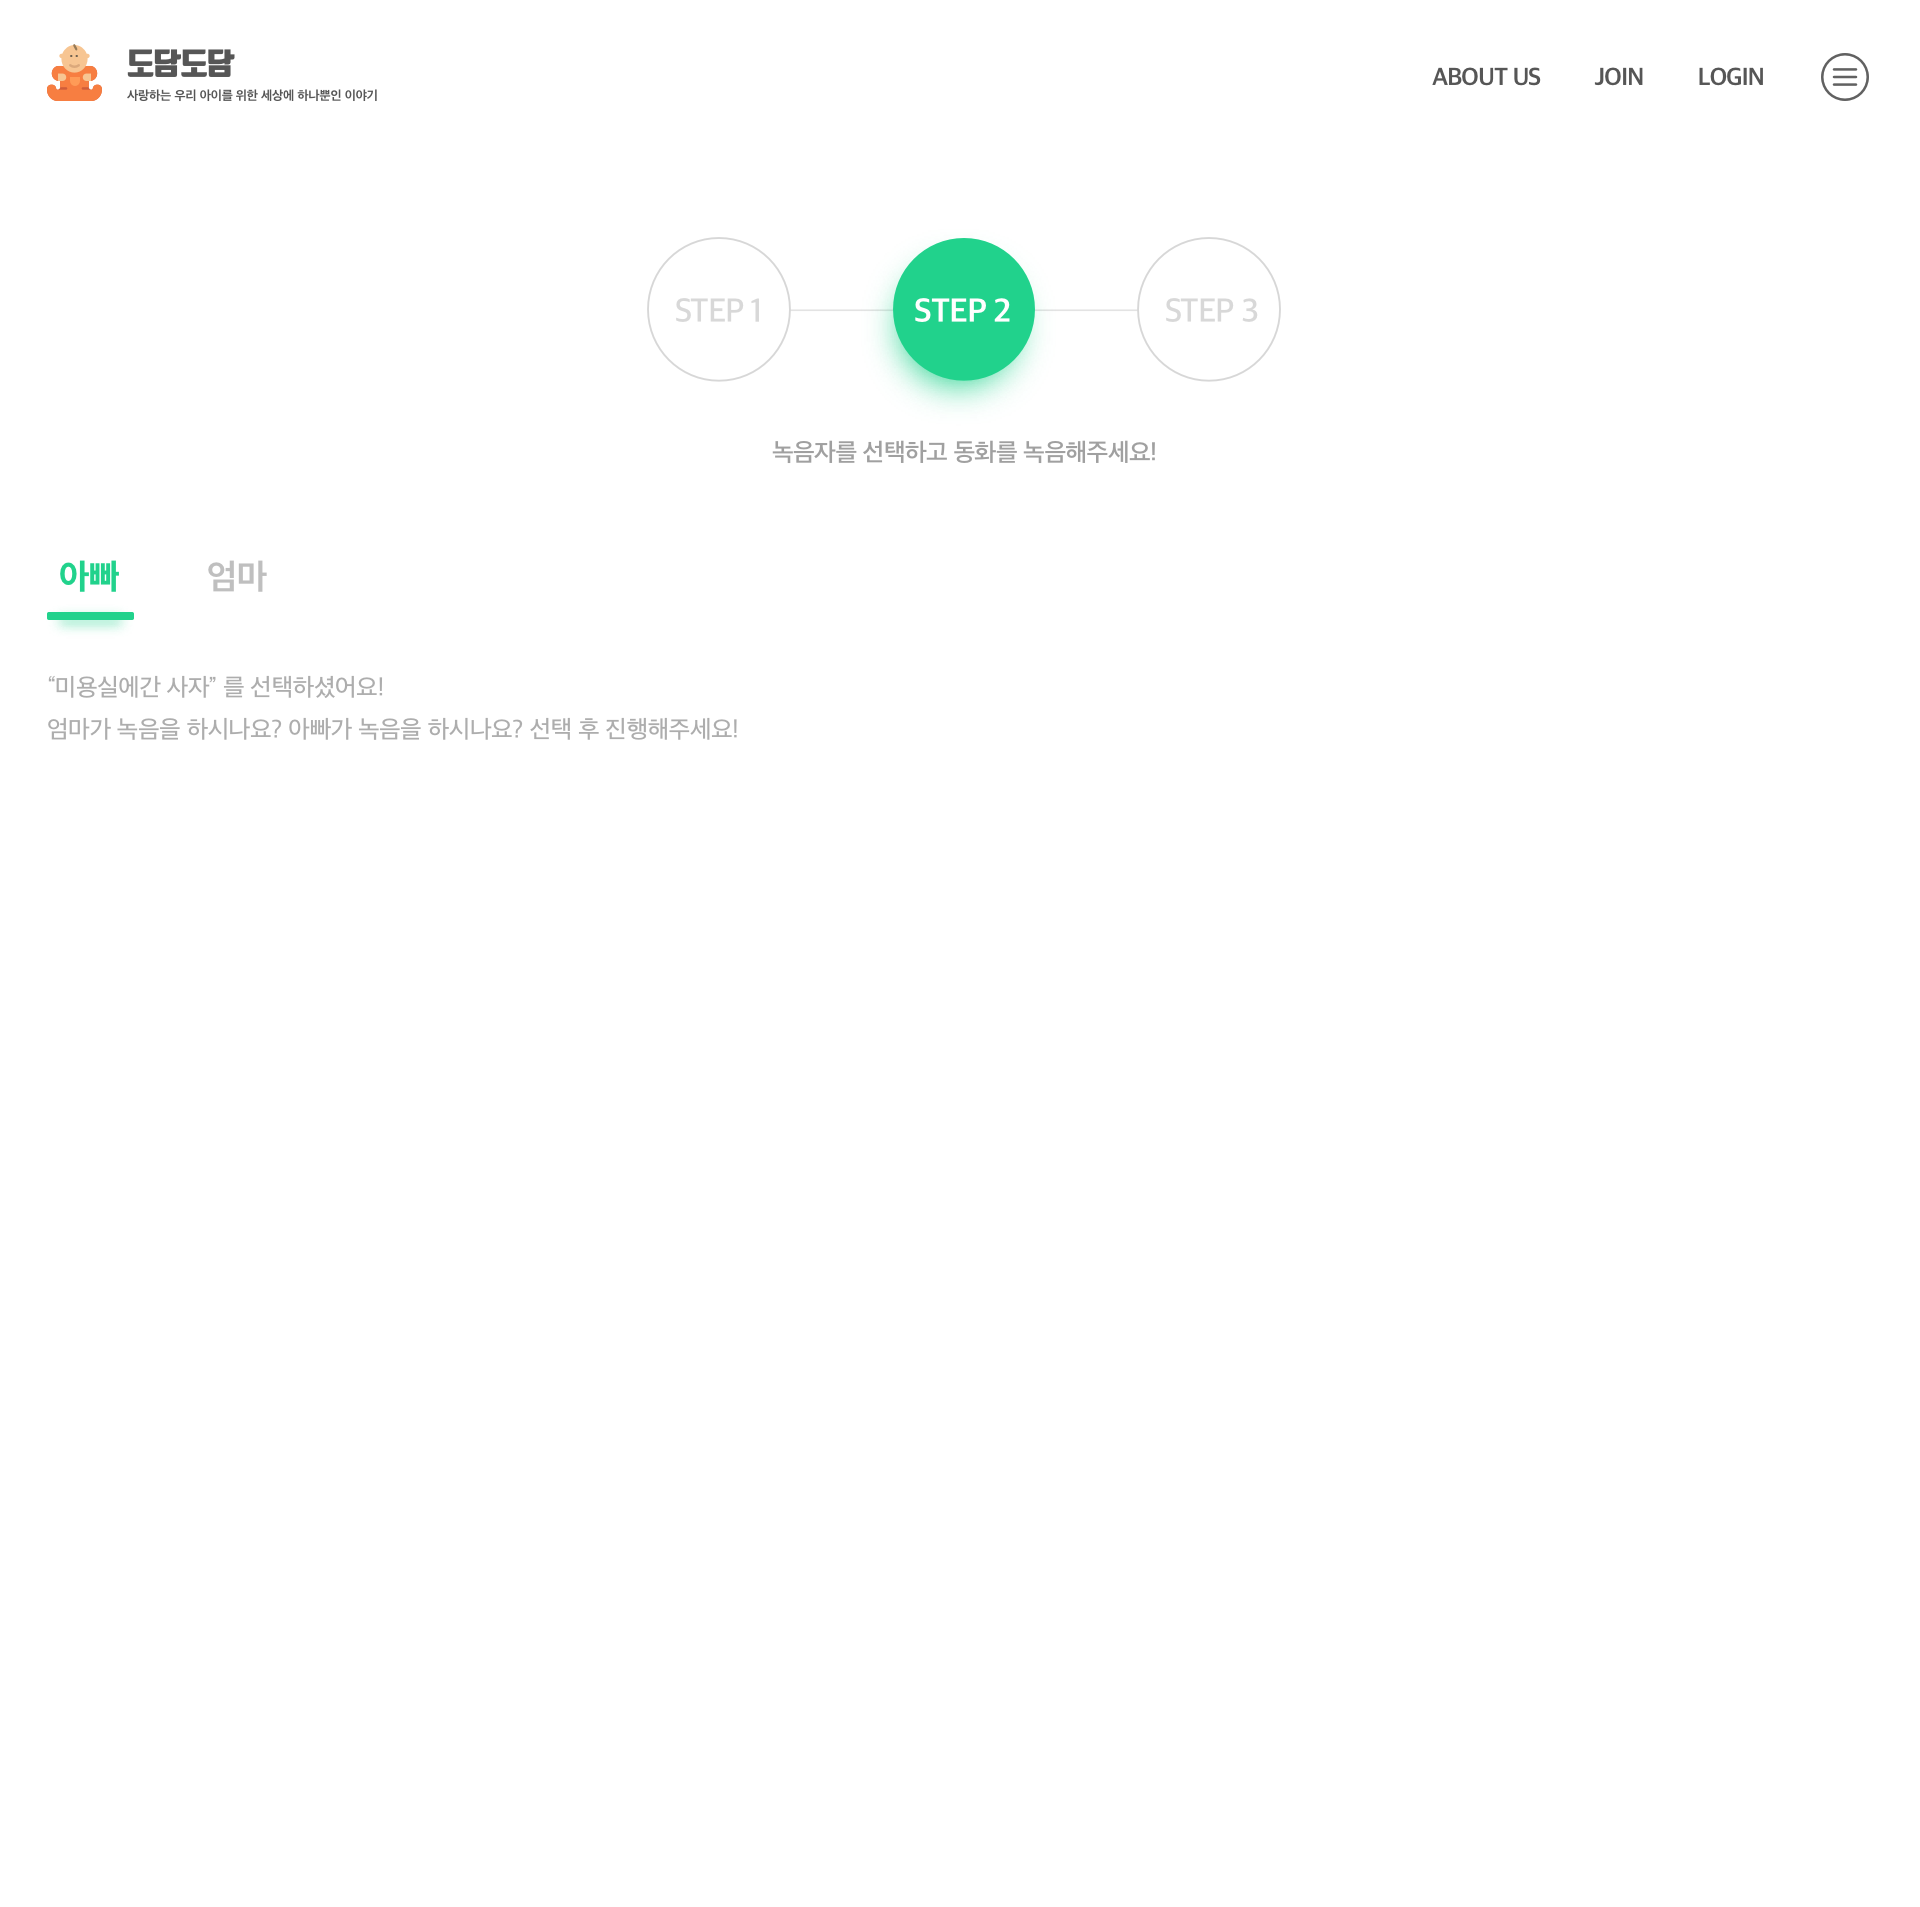 도담도담
사랑하는 우리 아이를 위한 세상에 하나뿐인 이야기
ABOUT US
JOIN
LOGIN
STEP 1
STEP 2
STEP 3
녹음자를 선택하고 동화를 녹음해주세요!
아빠
엄마
“미용실에간 사자” 를 선택하셨어요!
엄마가 녹음을 하시나요? 아빠가 녹음을 하시나요? 선택 후 진행해주세요!